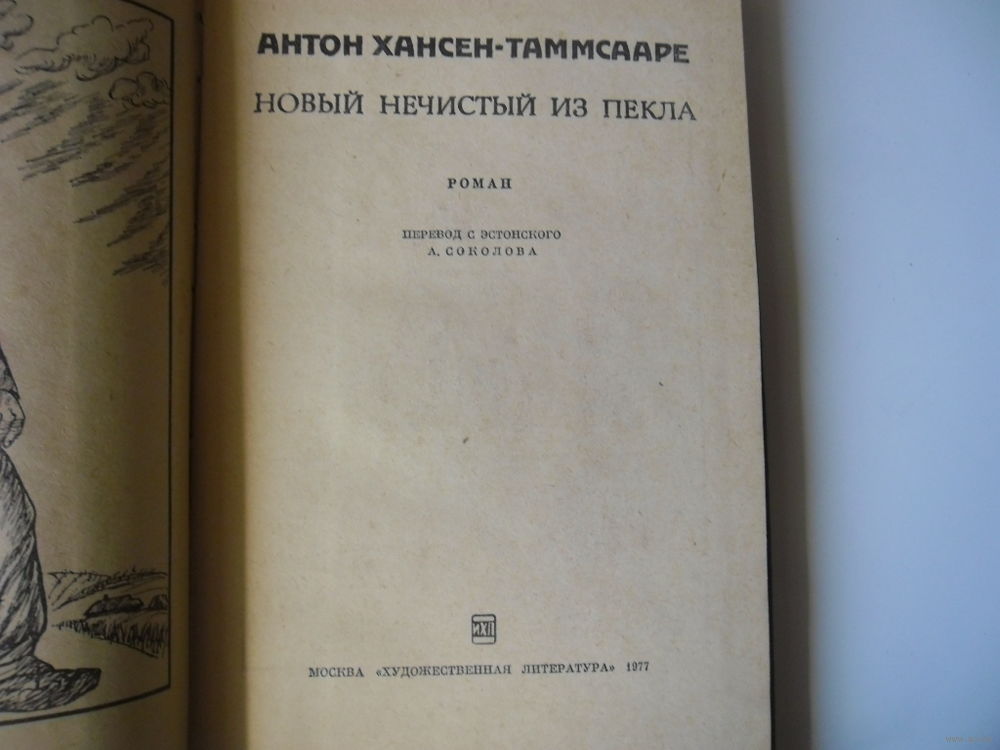 АНТОН ХАНСЕН-ТАММСААРЕ
НОВЫЙ НЕЧИСТЫЙ ИЗ ПЕКЛА
РОМАН
ПЕРЕВОД С ЭСТОНСКОГО
А. СОКОЛОВА
МОСКВА «ХУДОЖЕСТВЕННАЯ ЛИТЕРАТУРА» 1977